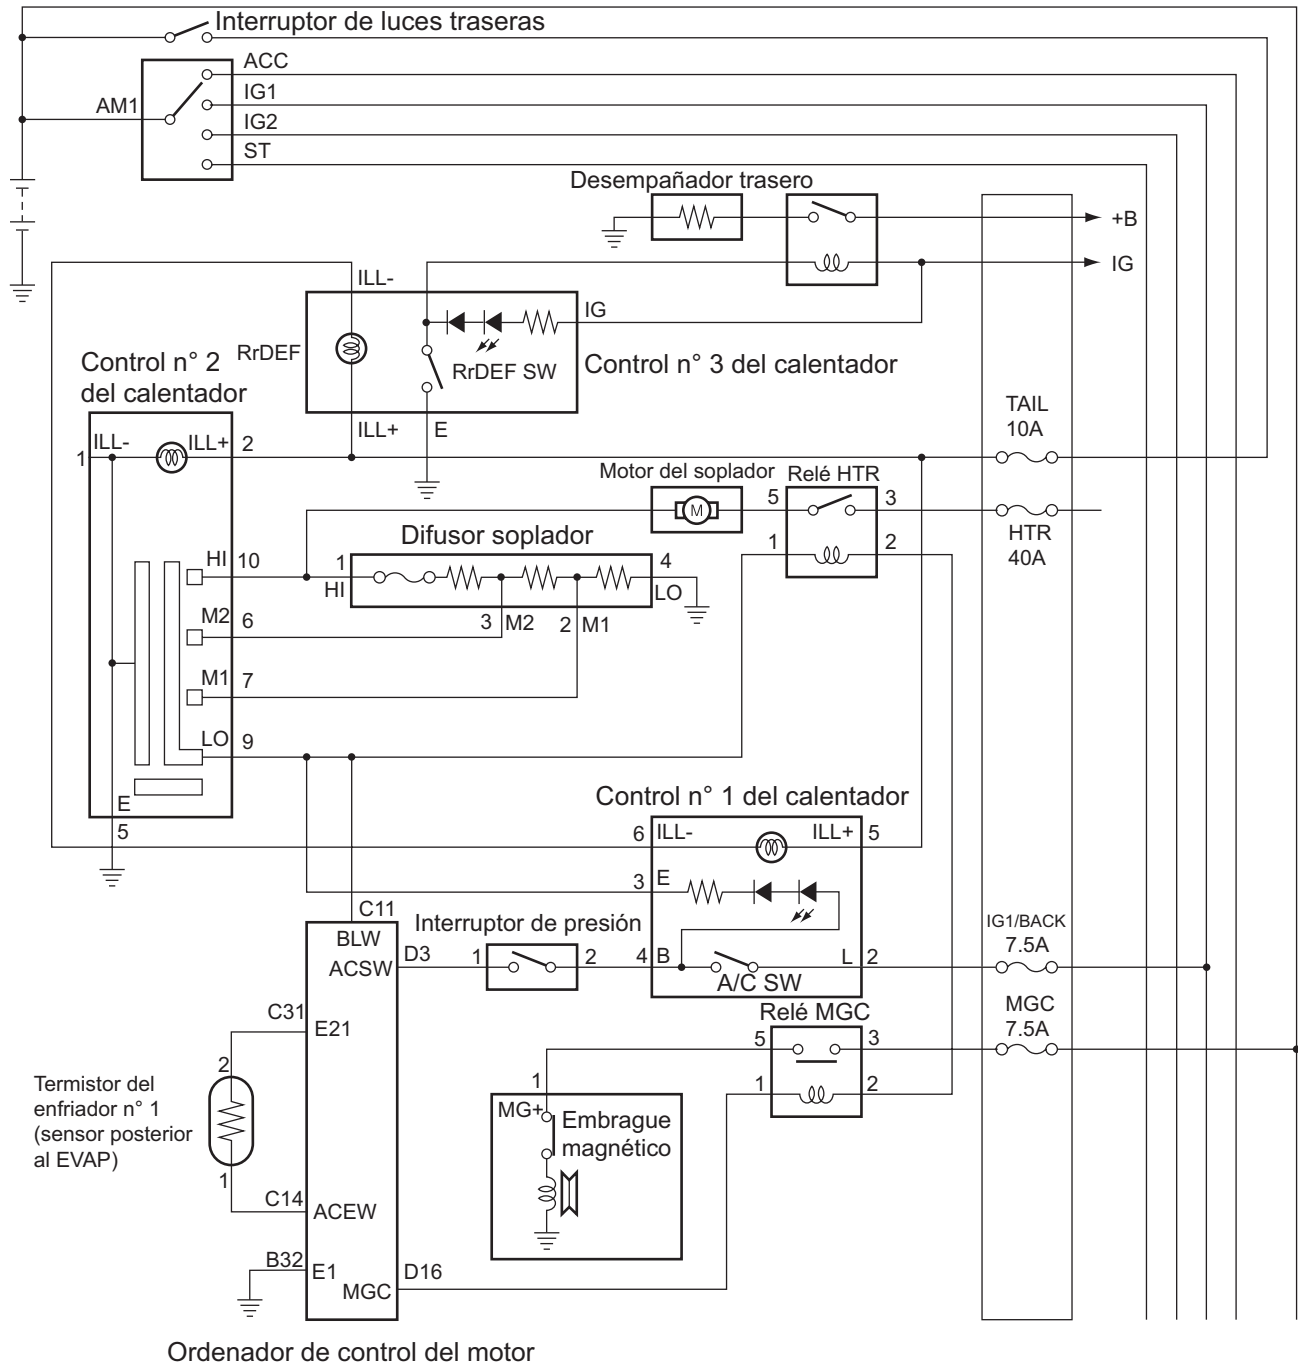 Interruptor de luces traseras
ACC
AM1
IG1
IG2
ST
Desempañador trasero
+B
IG
ILL-
IG
RrDEF
RrDEF SW
Control n° 3 del calentador
Control n° 2
del calentador
ILL+
E
TAIL
10A
1
ILL-
ILL+
2
Motor del soplador
Relé HTR
M
5
3
HTR
40A
1
2
Difusor soplador
HI
10
1
HI
4
LO
M2
6
3
M2
2
M1
M1
7
LO
9
E
5
Control n° 1 del calentador
6
ILL-
ILL+
5
3
E
C11
BLW
Interruptor de presión
IG1/BACK
7.5A
ACSW
D3
1
2
4
B
L
2
A/C SW
Relé MGC
MGC
7.5A
C31
E21
5
3
2
1
1
2
Termistor del
enfriador n° 1
(sensor posterior
al EVAP)
MG+
Embrague
magnético
1
C14
ACEW
B32
E1
D16
MGC
Ordenador de control del motor